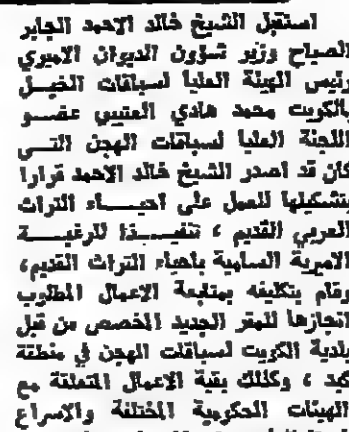 استقبل الشيخ خالد الاحمد الجابر
الصباح وزير شؤون الديوان الاميري
رئيس الهيئة العليا لسباقات الخيل
بالكويت محمد هادي العتيبي عضو
اللجنة العليا لسباقات الهجن التي
كان قد اصدر الشيخ خالد الاحمد قرارا
بتشكيلها للعمل على احياء التراث
العربي القديم ، تنفيذا للرغبة
الاميرية السامية باحياء التراث القديم،
وقام بتكليفه بمتابعة الاعمال المطلوب
انجازها للمقر الجديد المخصص من قبل
بلدية الكويت لسباقات الهجن في منطقة
كبد ، وكذلك بقية الاعمال المتعلقة مع
الهيئات الحكومية المختلفة والاسراع